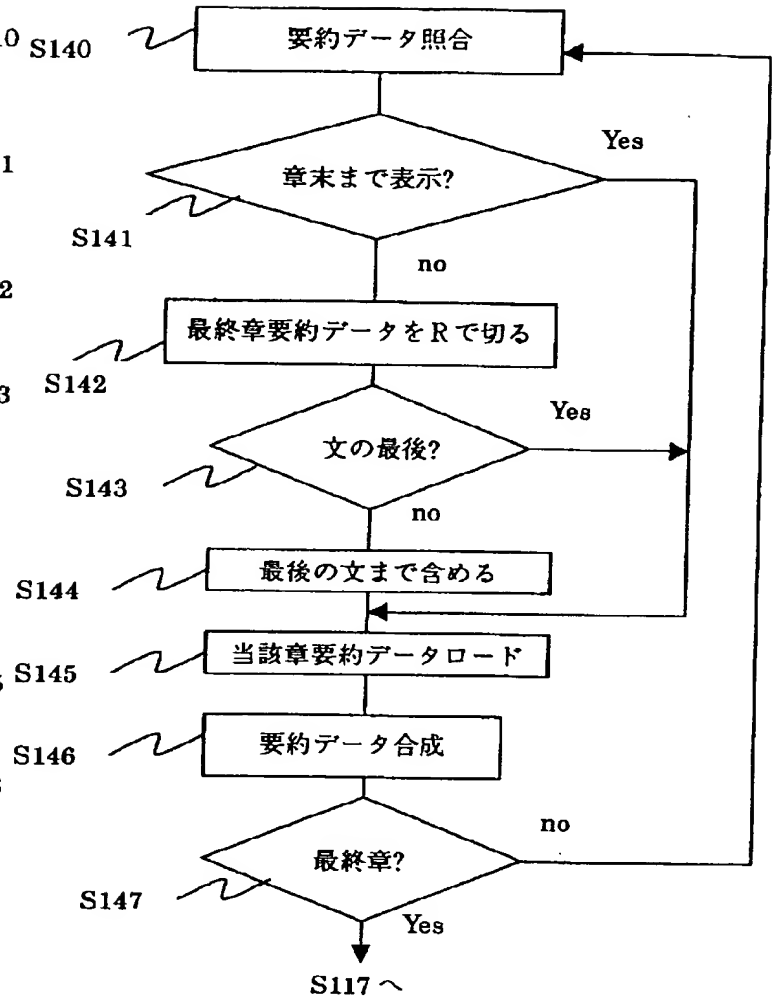 要約データ照合
S140
章末まで表示?
Yes
S141
no
最終章要約データをRで切る
S142
文の最後?
Yes
S143
no
最後の文まで含める
S144
当該章要約データロード
S145
要約データ合成
S146
最終章?
no
S147
Yes
S117へ